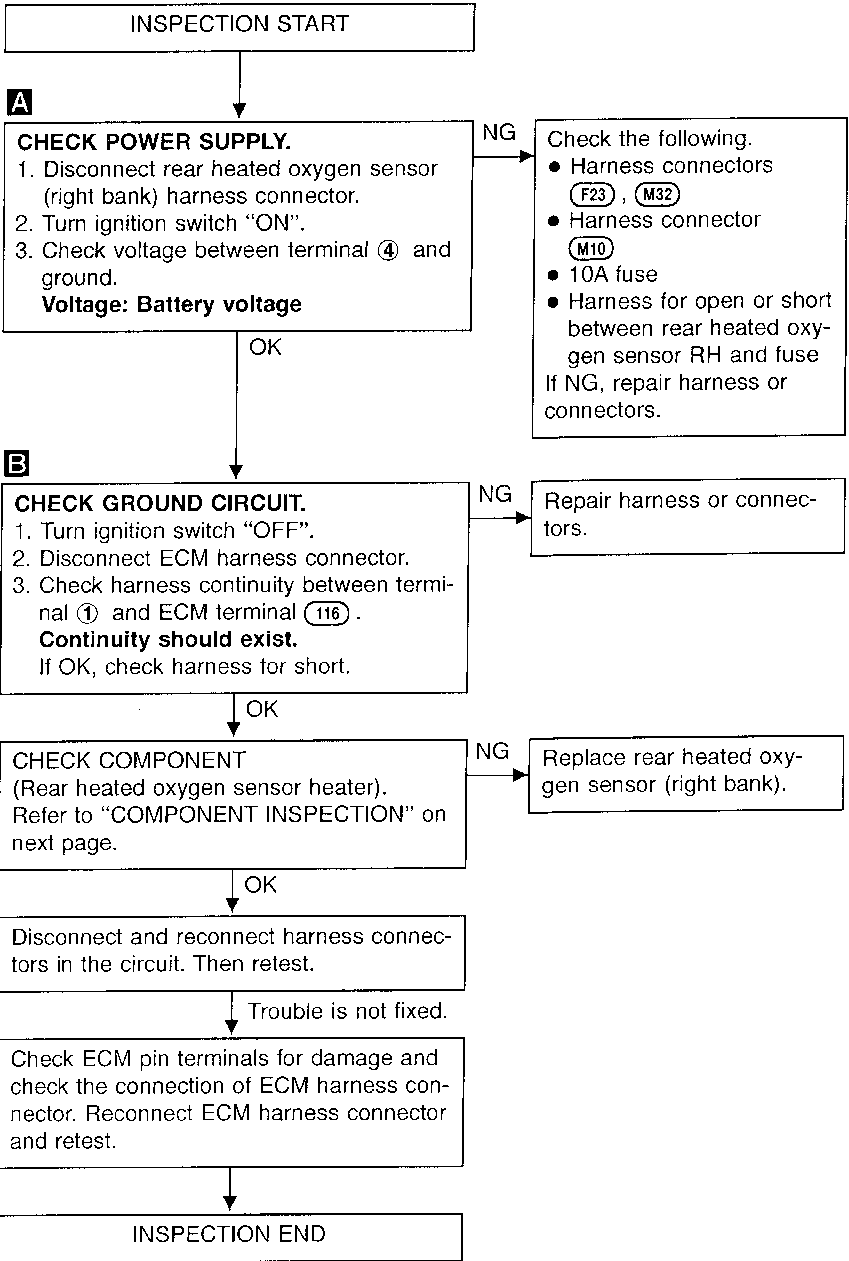 INSPECTION START
A
CHECK POWER SUPPLY.
1. Disconnect rear heated oxygen sensor
(right bank) harness connector.
2. Turn ignition switch “ON”.
3. Check voltage between terminal ④ and
ground.
Voltage: Battery voltage
NG
Check the following.
● Harness connectors
F23 , M32
● Harness connector
M10
● 10A fuse
● Harness for open or short
between rear heated oxy-
gen sensor RH and fuse
If NG, repair harness or
connectors.
OK
B
CHECK GROUND CIRCUIT.
1. Turn ignition switch “OFF”.
2. Disconnect ECM harness connector.
3. Check harness continuity between termi-
nal ① and ECM terminal 116 .
Continuity should exist.
If OK, check harness for short.
NG
Repair harness or connec-
tors.
OK
CHECK COMPONENT
(Rear heated oxygen sensor heater).
Refer to “COMPONENT INSPECTION” on
next page.
NG
Replace rear heated oxy-
gen sensor (right bank).
OK
Disconnect and reconnect harness connec-
tors in the circuit. Then retest.
Trouble is not fixed.
Check ECM pin terminals for damage and
check the connection of ECM harness con-
nector. Reconnect ECM harness connector
and retest.
INSPECTION END